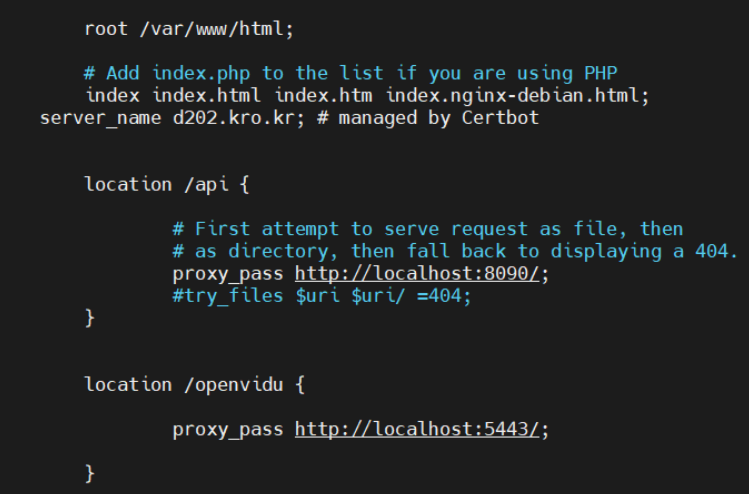 root /var/www/html;
# Add index.php to the list if you are using PHP
index index.html index.htm index.nginx-debian.html;
server_name d202.kro.kr; # managed by Certbot
location /api {
# First attempt to serve request as file, then
# as directory, then fall back to displaying a 404.
proxy_pass http://localhost:8090/;
#try_files $uri $uri/ =404;
}
location /openvidu {
proxy_pass http://localhost:5443/;
}